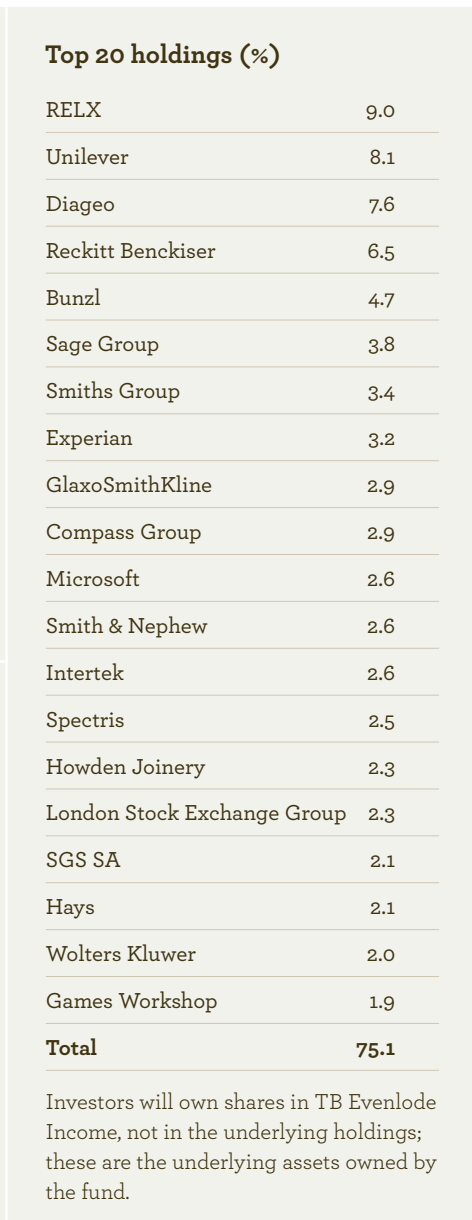 Top 20 holdings (%)
RELX 9.0
Unilever 8.1
Diageo 7.6
Reckitt Benckiser 6.5
Bunzl 4.7
Sage Group 3.8
Smiths Group 3.4
Experian 3.2
GlaxoSmithKline 2.9
Compass Group 2.9
Microsoft 2.6
Smith & Nephew 2.6
Intertek 2.6
Spectris 2.5
Howden Joinery 2.3
London Stock Exchange Group 2.3
SGS SA 2.1
Hays 2.1
Wolters Kluwer 2.0
Games Workshop 1.9
Total 75.1
Investors will own shares in TB Evenlode
Income, not in the underlying holdings;
these are the underlying assets owned by
the fund.